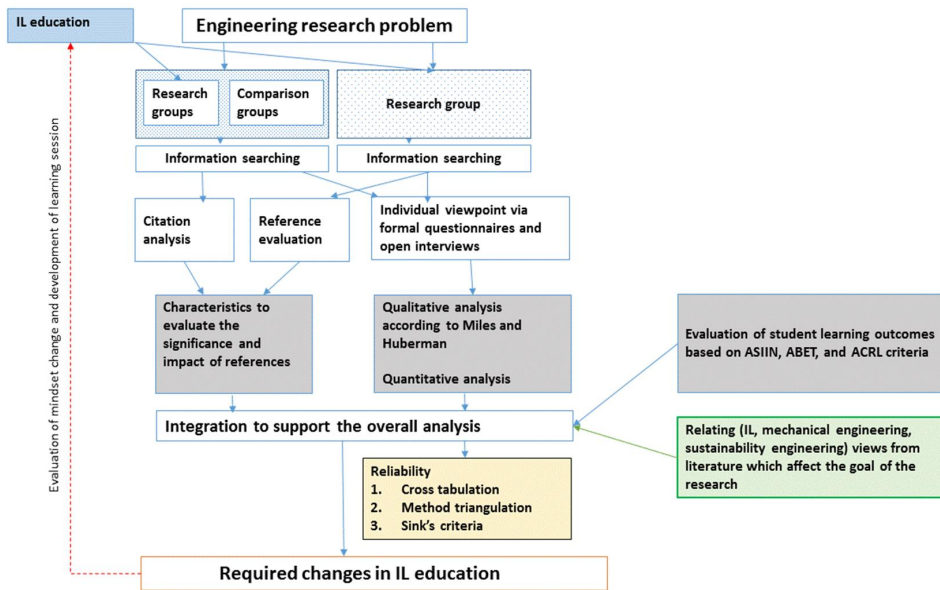 IL education
Engineering research problem
Research
groups
Comparison
groups
Research group
Information searching
Information searching
Citation
analysis
Reference
evaluation
Individual viewpoint via
formal questionnaires and
open interviews
Characteristics to
evaluate the
significance and
impact of references
Qualitative analysis
according to Miles and
Huberman
Quantitative analysis
Evaluation of student learning outcomes
based on ASIIN, ABET, and ACRL criteria
Integration to support the overall analysis
Relating (IL, mechanical engineering,
sustainability engineering) views from
literature which affect the goal of the
research
Reliability
1. Cross tabulation
2. Method triangulation
3. Sink's criteria
Required changes in IL education
Evaluation of mindset change and development of learning session